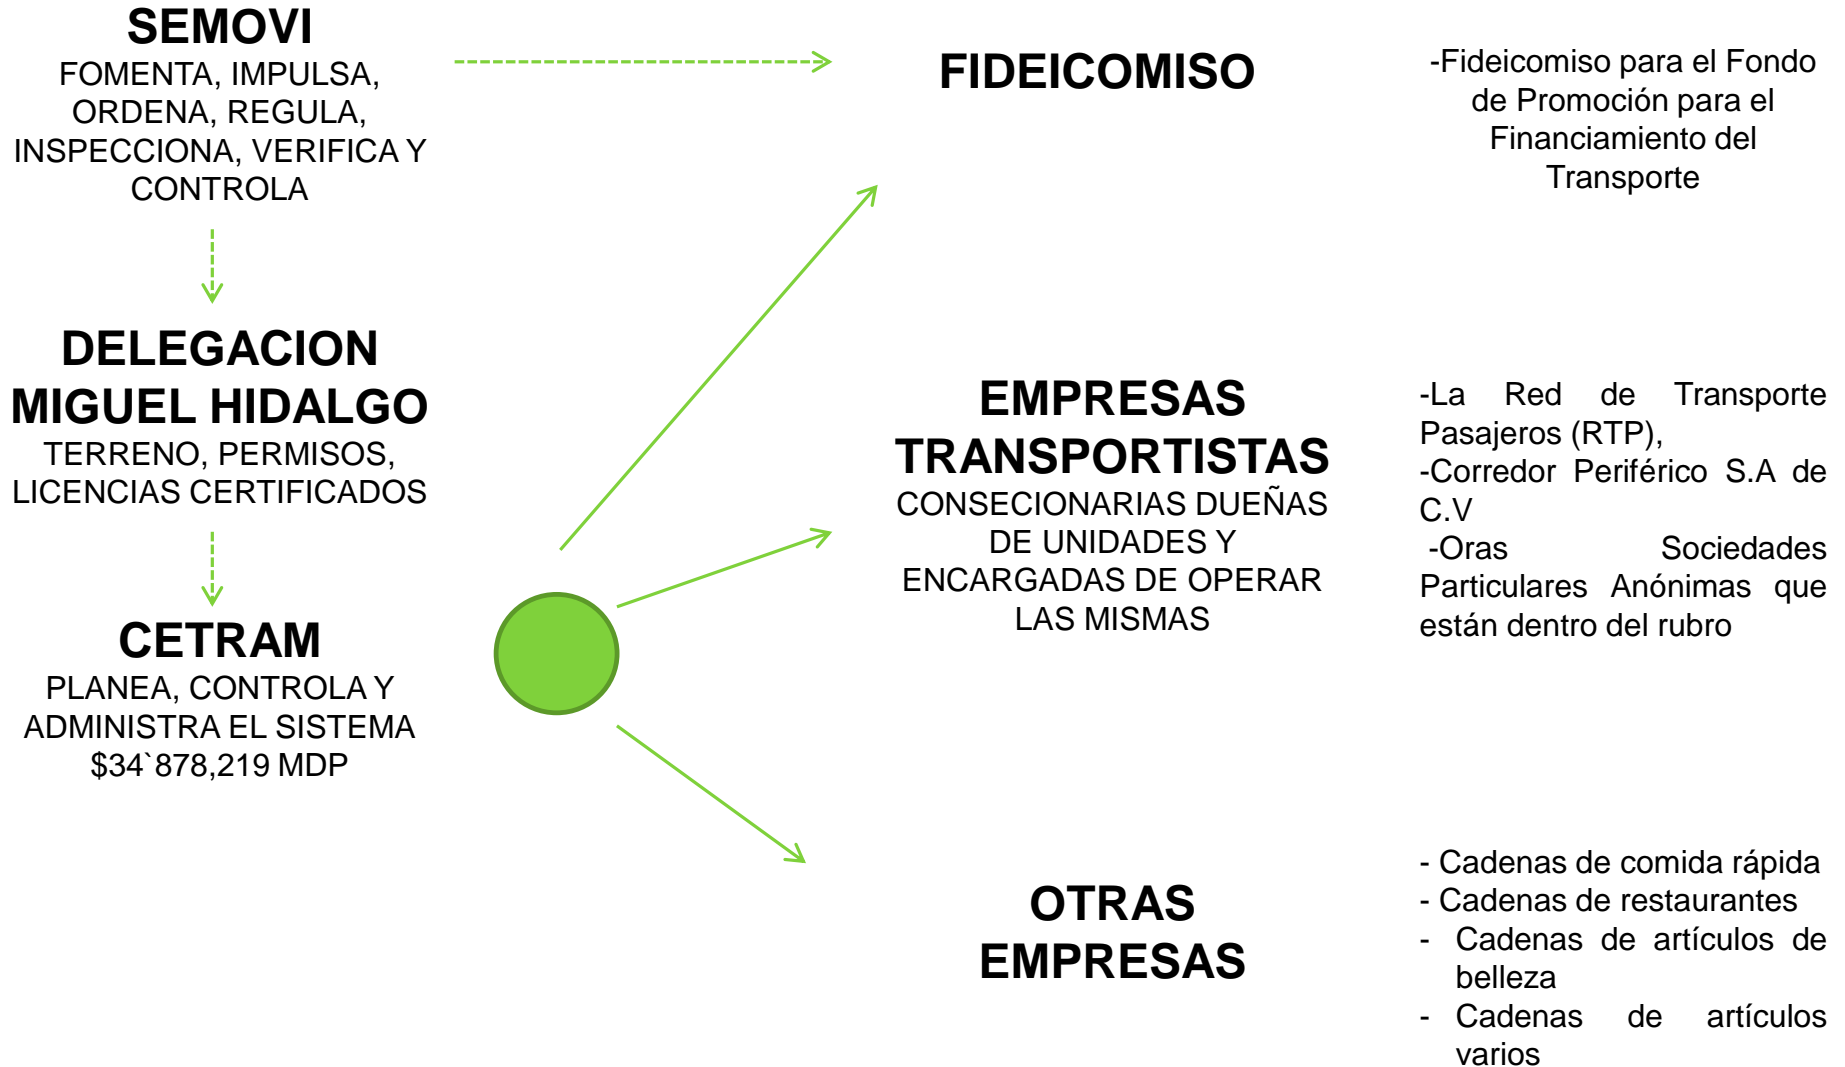 SEMOVI
FOMENTA, IMPULSA,
ORDENA, REGULA,
INSPECCIONA, VERIFICA Y
CONTROLA
DELEGACION
MIGUEL HIDALGO
TERRENO, PERMISOS,
LICENCIAS CERTIFICADOS
CETRAM
PLANEA, CONTROLA Y
ADMINISTRA EL SISTEMA
$34`878,219 MDP
FIDEICOMISO
-Fideicomiso para el Fondo
de Promoción para el
Financiamiento del
Transporte
EMPRESAS
TRANSPORTISTAS
CONSECIONARIAS DUEÑAS
DE UNIDADES Y
ENCARGADAS DE OPERAR
LAS MISMAS
-La Red de Transporte
Pasajeros (RTP),
-Corredor Periférico S.A de
C.V
-Oras Sociedades
Particulares Anónimas que
están dentro del rubro
OTRAS
EMPRESAS
- Cadenas de comida rápida
- Cadenas de restaurantes
- Cadenas de artículos de
belleza
- Cadenas de artículos
varios